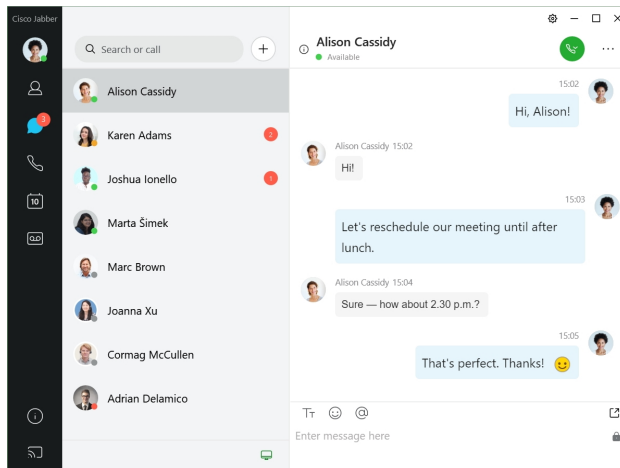 Cisco Jabber
3
10
Search or call
Alison Cassidy
Karen Adams
2
Joshua Ionello
1
Marta Šimek
Marc Brown
Joanna Xu
Cormag McCullen
Adrian Delamico
Alison Cassidy
Available
15:02
Hi, Alison!
Alison Cassidy 15:02
Hi!
15:03
Let's reschedule our meeting until after
lunch.
Alison Cassidy 15:04
Sure — how about 2.30 p.m.?
15:05
That's perfect. Thanks!
Enter message here